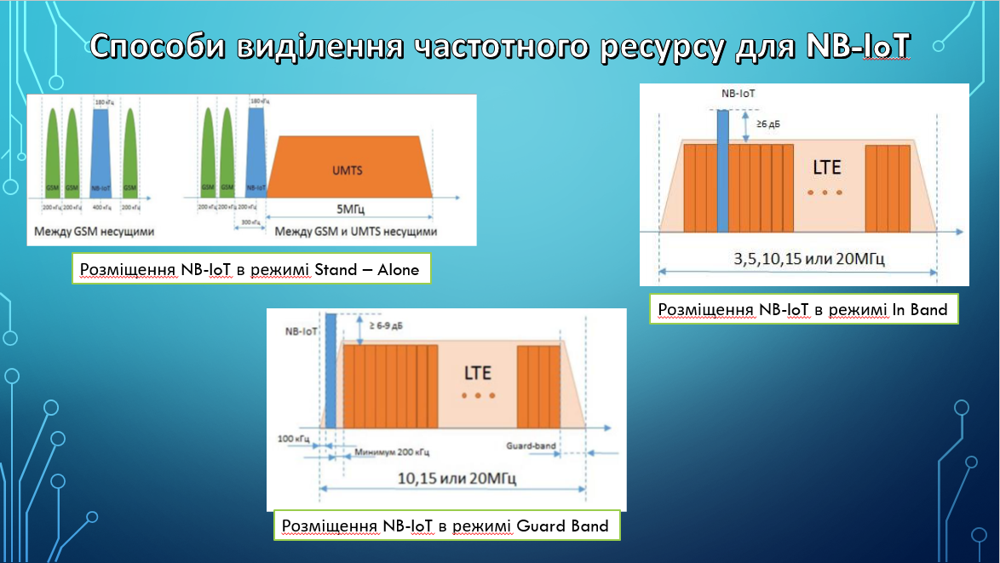 Способи виділення частотного ресурсу для NB-IoT
180 кГц
GSM GSM NB-IoT GSM
200 кГц 200 кГц 400 кГц 200 кГц
Между GSM несущими
180 кГц
UMTS
GSM GSM NB-IoT
200 кГц 200 кГц 200 кГц
5МГц
300 кГц
Между GSM и UMTS несущими
Розміщення NB-IoT в режимі Stand – Alone
NB-IoT
≥6 дБ
LTE
3,5,10,15 или 20МГц
Розміщення NB-IoT в режимі In Band
NB-IoT
≥ 6-9 дБ
LTE
100 кГц
Минимум 200 кГц
Guard-band
10,15 или 20МГц
Розміщення NB-IoT в режимі Guard Band